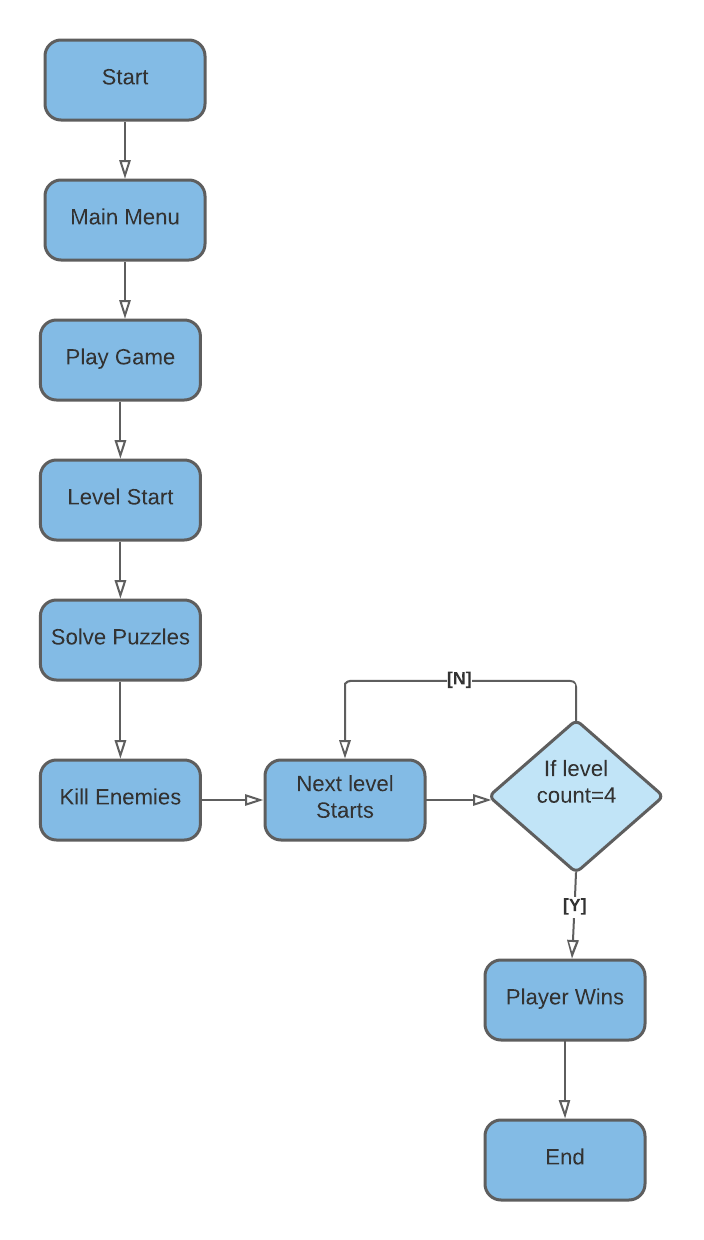 Start
Main Menu
Play Game
Level Start
Solve Puzzles
Kill Enemies
Next level
Starts
[N]
If level
count=4
[Y]
Player Wins
End